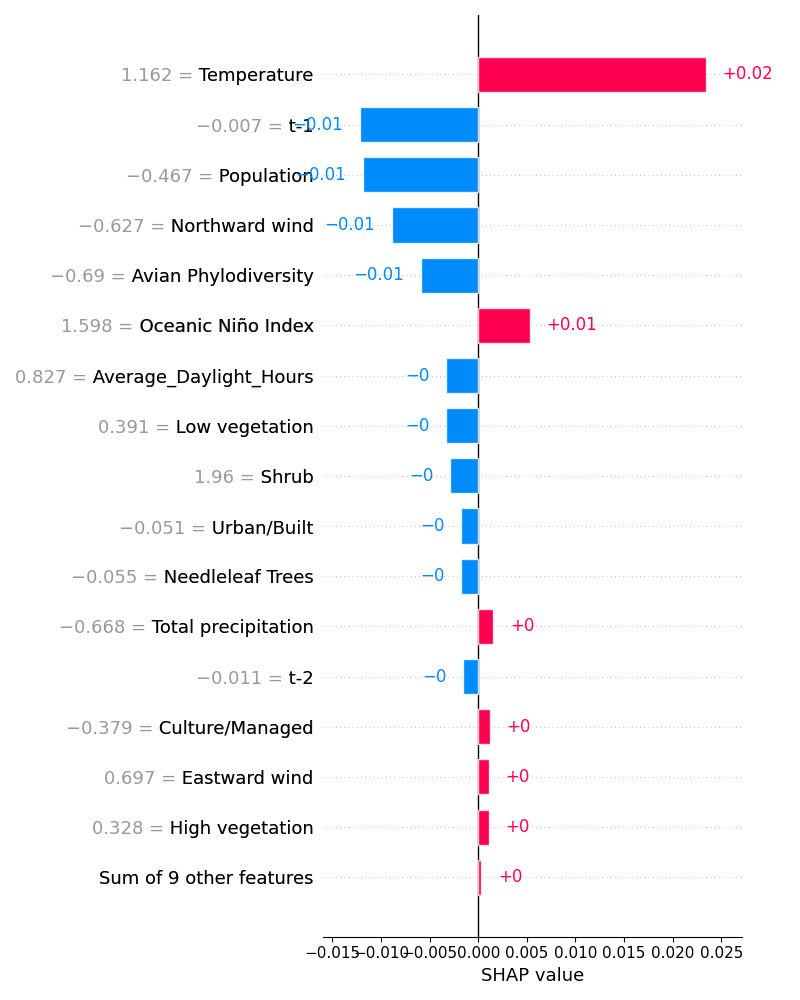 1.162 = Temperature +0.02
−0.007 = t-1 −0.01
−0.467 = Population −0.01
−0.627 = Northward wind −0.01
−0.69 = Avian Phylodiversity −0.01
1.598 = Oceanic Niño Index +0.01
0.827 = Average_Daylight_Hours −0
0.391 = Low vegetation −0
1.96 = Shrub −0
−0.051 = Urban/Built −0
−0.055 = Needleleaf Trees −0
−0.668 = Total precipitation +0
−0.011 = t-2 −0
−0.379 = Culture/Managed +0
0.697 = Eastward wind +0
0.328 = High vegetation +0
Sum of 9 other features +0
−0.015 −0.010 −0.005 0.000 0.005 0.010 0.015 0.020 0.025
SHAP value